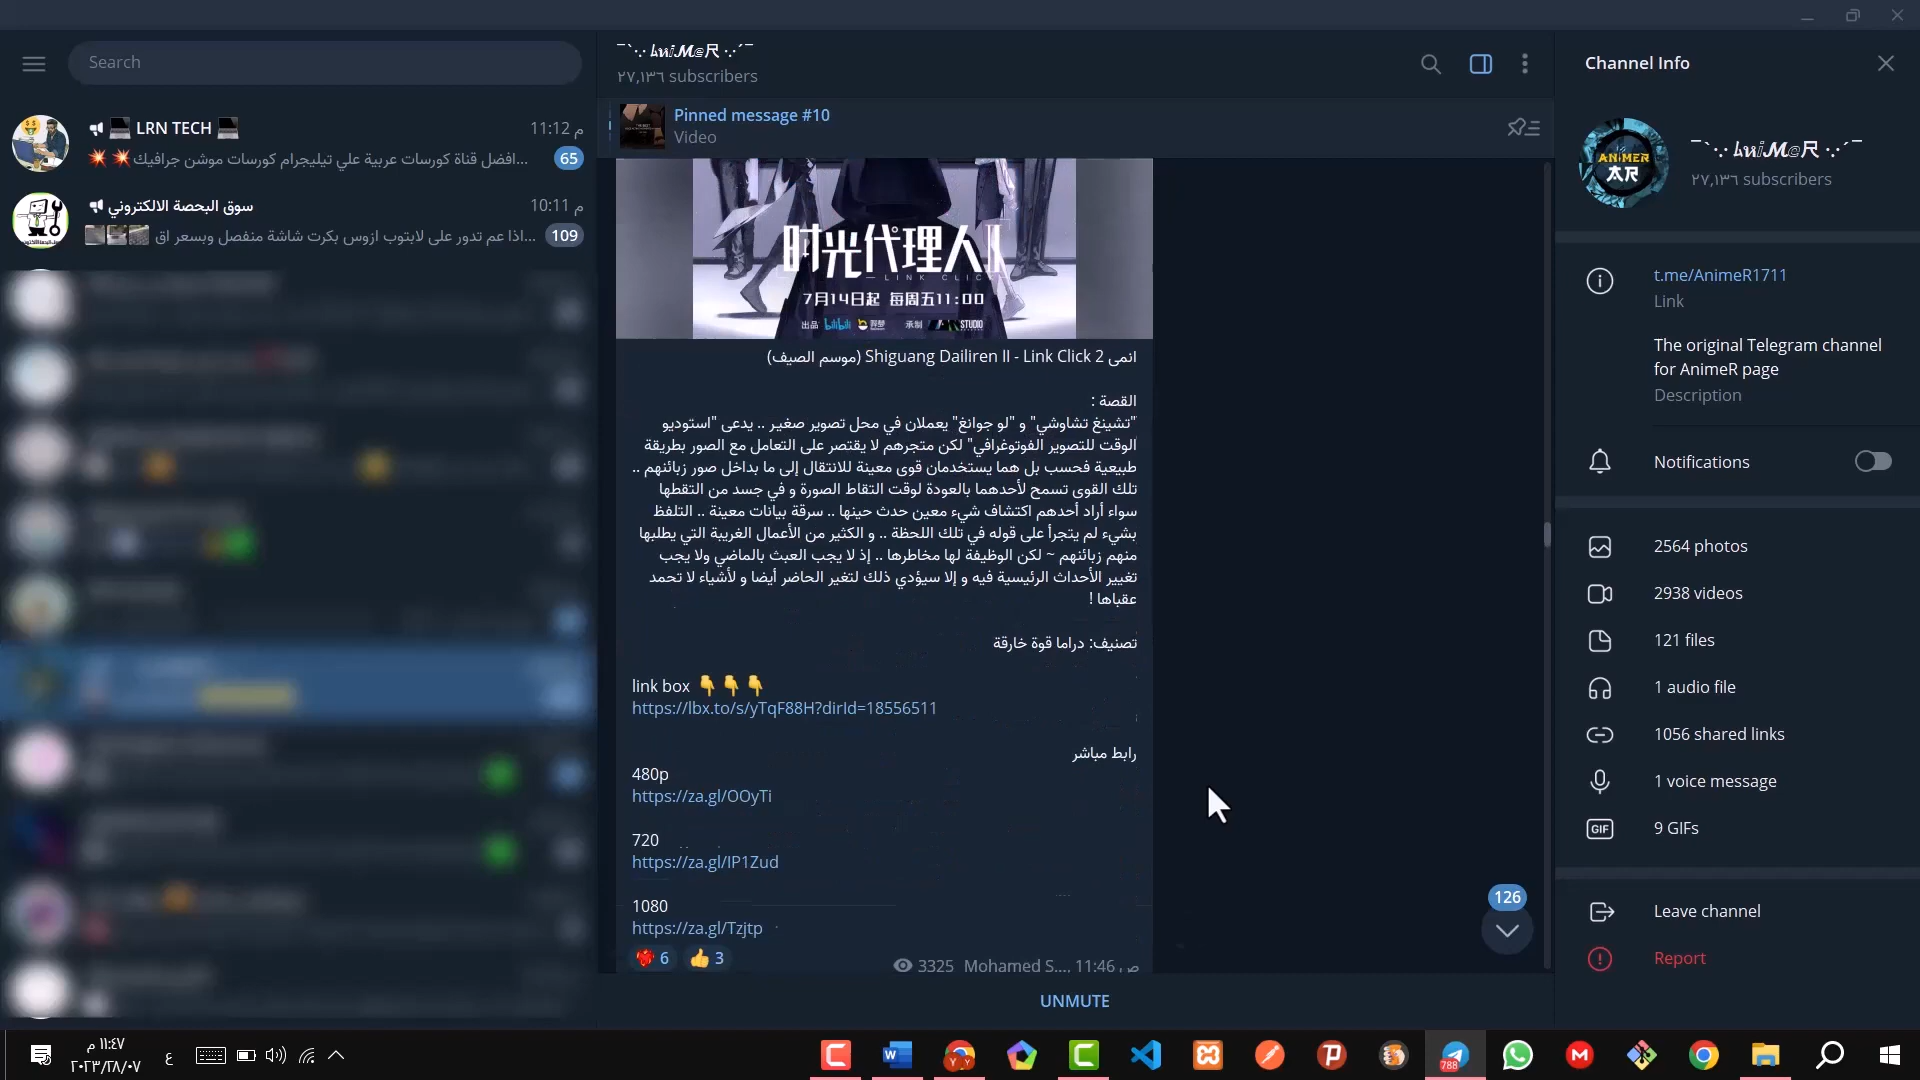 Search
LRN TECH
11:12 م
افضل قناة كورسات عربية علي تيليجرام كورسات موشن جرافيك...
65
سوق البحصة الالكتروني
10:11 م
اذا عم تدور على لابتوب ازوس بكرت شاشة منفصل وبسعر اق...
109
٢٧,١٣٦ subscribers
Pinned message #10
Video
时光代理人II
LINK CLICK
7月14日起 每周五11:00
出品 bilibili 承制 STUDIO
انمي Shiguang Dailiren II - Link Click 2 (موسم الصيف)
القصة :
"تشينغ تشاوشي" و "لو جوانغ" يعملان في محل تصوير صغير .. يدعى "استوديو
الوقت للتصوير الفوتوغرافي" لكن متجرهم لا يقتصر على التعامل مع الصور بطريقة
طبيعية فحسب بل هما يستخدمان قوى معينة للانتقال إلى ما بداخل صور زبائنهم ..
تلك القوى تسمح لأحدهما بالعودة لوقت التقاط الصورة و في جسد من التقطها
سواء أراد أحدهم اكتشاف شيء معين حدث حينها .. سرقة بيانات معينة .. التلفظ
بشيء لم يتجرأ على قوله في تلك اللحظة .. و الكثير من الأعمال الغريبة التي يطلبها
منهم زبائنهم ~ لكن الوظيفة لها مخاطرها .. إذ لا يجب العبث بالماضي ولا يجب
تغيير الأحداث الرئيسية فيه و إلا سيؤدي ذلك لتغير الحاضر أيضا و لأشياء لا تحمد
عقباها !
تصنيف: دراما قوة خارقة
link box 👇👇👇
https://lbx.to/s/yTqF88H?dirId=18556511
رابط مباشر
480p
https://za.gl/OOyTi
720
https://za.gl/IP1Zud
1080
https://za.gl/Tzjtp
6
3
3325 Mohamed S.... 11:46 ص
126
UNMUTE
Channel Info
ANIMER
٢٧,١٣٦ subscribers
t.me/AnimeR1711
Link
The original Telegram channel
for AnimeR page
Description
Notifications
2564 photos
2938 videos
121 files
1 audio file
1056 shared links
1 voice message
GIF
9 GIFs
Leave channel
Report
١١:٤٧ م
٢٠٢٣/٢٨/٠٧
ع
788